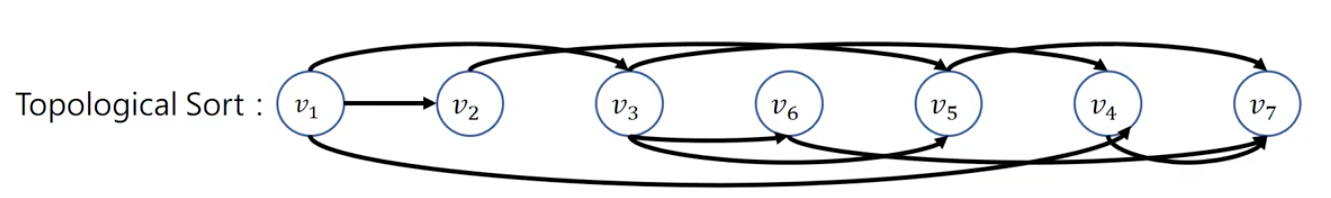 Topological Sort : v₁ v₂ v₃ v₆ v₅ v₄ v₇